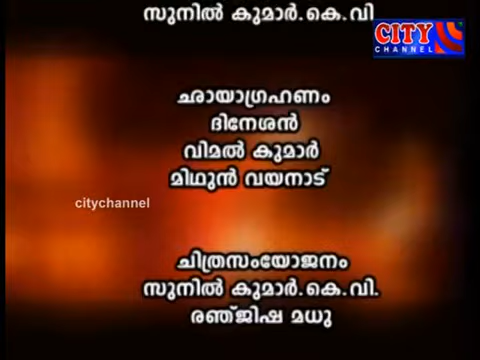 സുനിൽ കുമാർ.കെ.വി
CITY
CHANNEL
ഛായാഗ്രഹണം
ദിനേശൻ
വിമൽ കുമാർ
മിഥുൻ വയനാട്
citychannel
ചിത്രസംയോജനം
സുനിൽ കുമാർ.കെ.വി.
രഞ്ജിഷ മധു